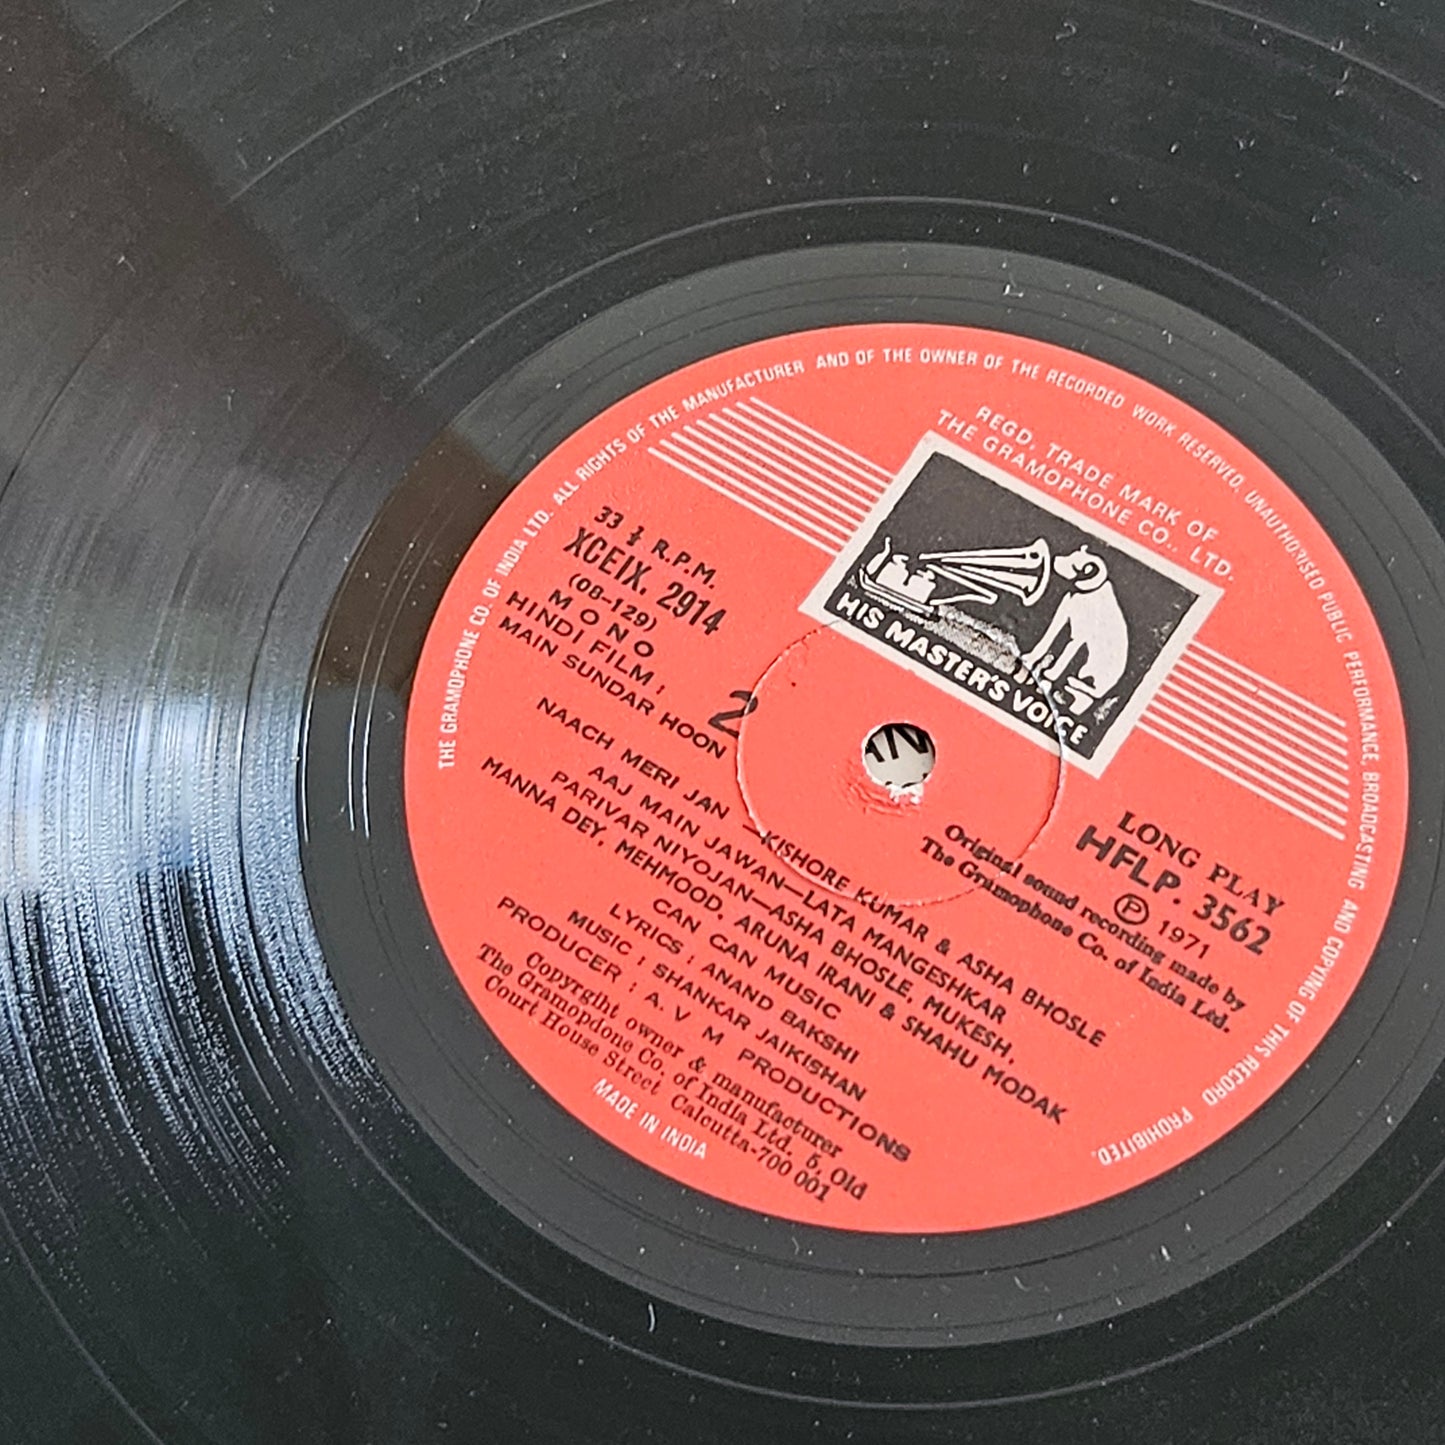 THE GRAMOPHONE CO. OF INDIA LTD. ALL RIGHTS OF THE MANUFACTURER AND OF THE OWNER OF THE RECORDED WORK RESERVED. UNAUTHORISED PUBLIC PERFORMANCE, BROADCASTING AND COPYING OF THIS RECORD PROHIBITED.
REGD. TRADE MARK OF
THE GRAMOPHONE CO., LTD.
HIS MASTER'S VOICE
33 ⅓ R.P.M.
XCEIX. 2914
(08-129)
MONO
HINDI FILM :
MAIN SUNDAR HOON
2
LONG PLAY
HFLP. 3562
Ⓟ 1971
Original sound recording made by
The Gramophone Co. of India Ltd.
NAACH MERI JAN —KISHORE KUMAR & ASHA BHOSLE
AAJ MAIN JAWAN—LATA MANGESHKAR
PARIVAR NIYOJAN—ASHA BHOSLE, MUKESH,
MANNA DEY, MEHMOOD, ARUNA IRANI & SHAHU MODAK
CAN CAN MUSIC
LYRICS : ANAND BAKSHI
MUSIC : SHANKAR JAIKISHAN
PRODUCER : A. V M PRODUCTIONS
Copyrgiht owner & manufacturer
The Gramopdone Co. of India Ltd. 5, Old
Court House Street Calcutta-700 001
MADE IN INDIA